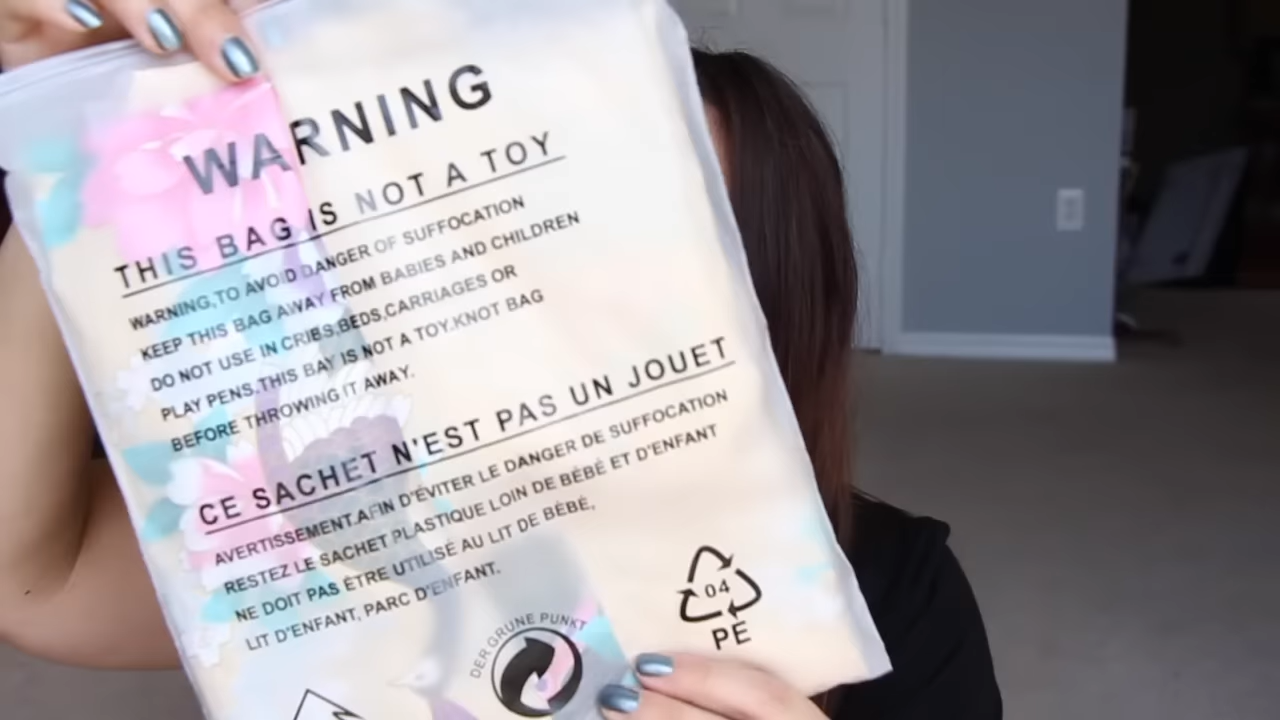 WARNING
THIS BAG IS NOT A TOY
WARNING,TO AVOID DANGER OF SUFFOCATION
KEEP THIS BAG AWAY FROM BABIES AND CHILDREN
DO NOT USE IN CRIBS,BEDS,CARRIAGES OR
PLAY PENS.THIS BAY IS NOT A TOY.KNOT BAG
BEFORE THROWING IT AWAY.
CE SACHET N'EST PAS UN JOUET
AVERTISSEMENT.AFIN D'ÉVITER LE DANGER DE SUFFOCATION
RESTEZ LE SACHET PLASTIQUE LOIN DE BÉBÉ ET D'ENFANT
NE DOIT PAS ÊTRE UTILISÉ AU LIT DE BÉBÉ,
LIT D'ENFANT, PARC D'ENFANT.
DER GRÜNE PUNKT
04
PE